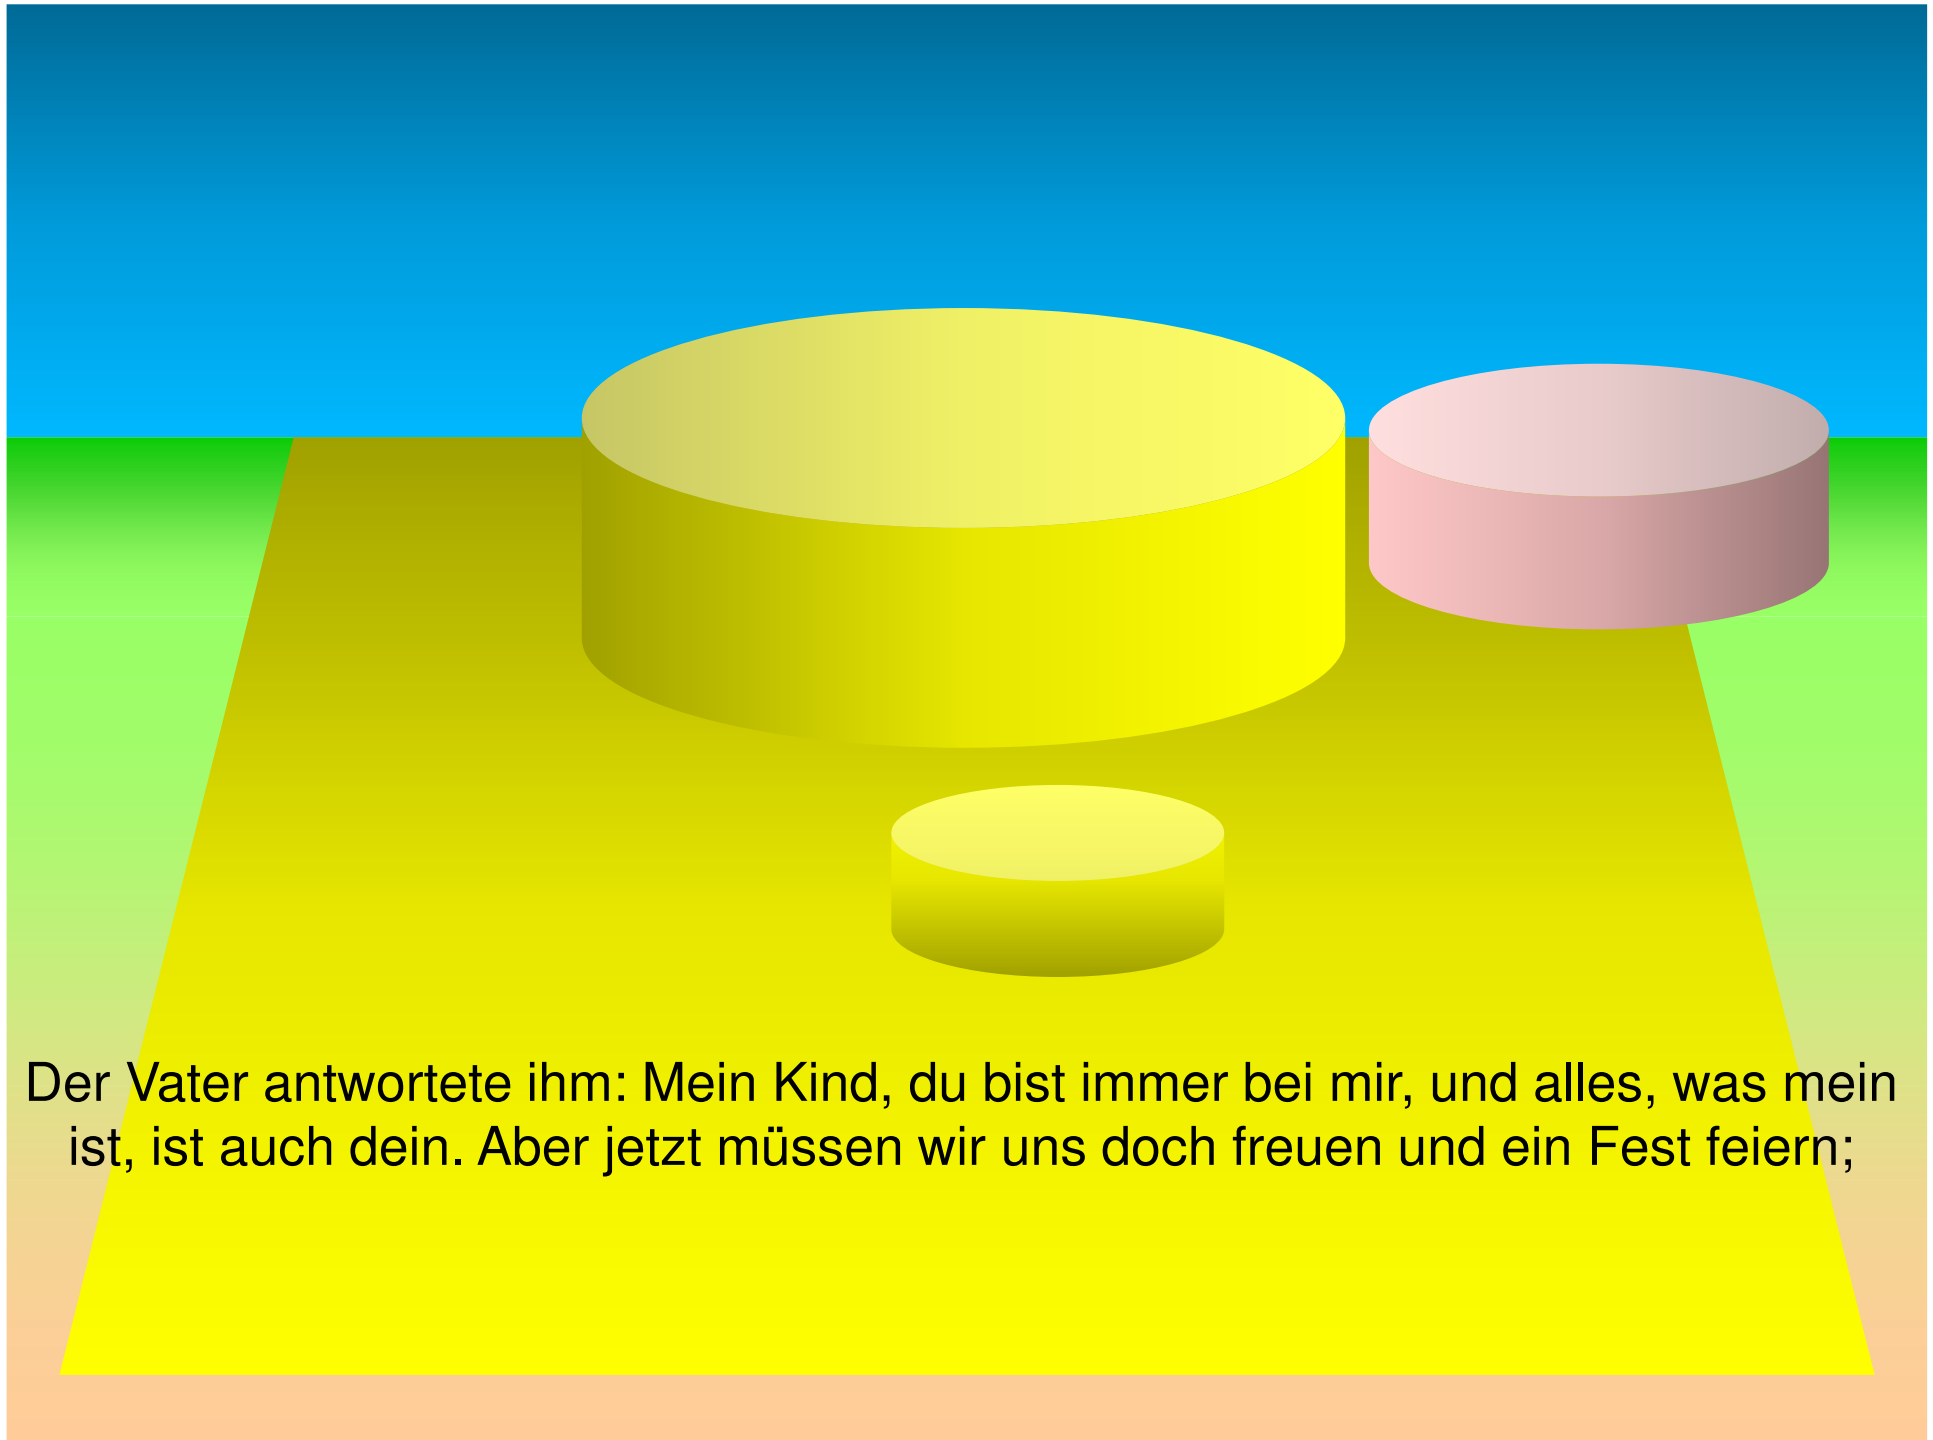 Der Vater antwortete ihm: Mein Kind, du bist immer bei mir, und alles, was mein
ist, ist auch dein. Aber jetzt müssen wir uns doch freuen und ein Fest feiern;